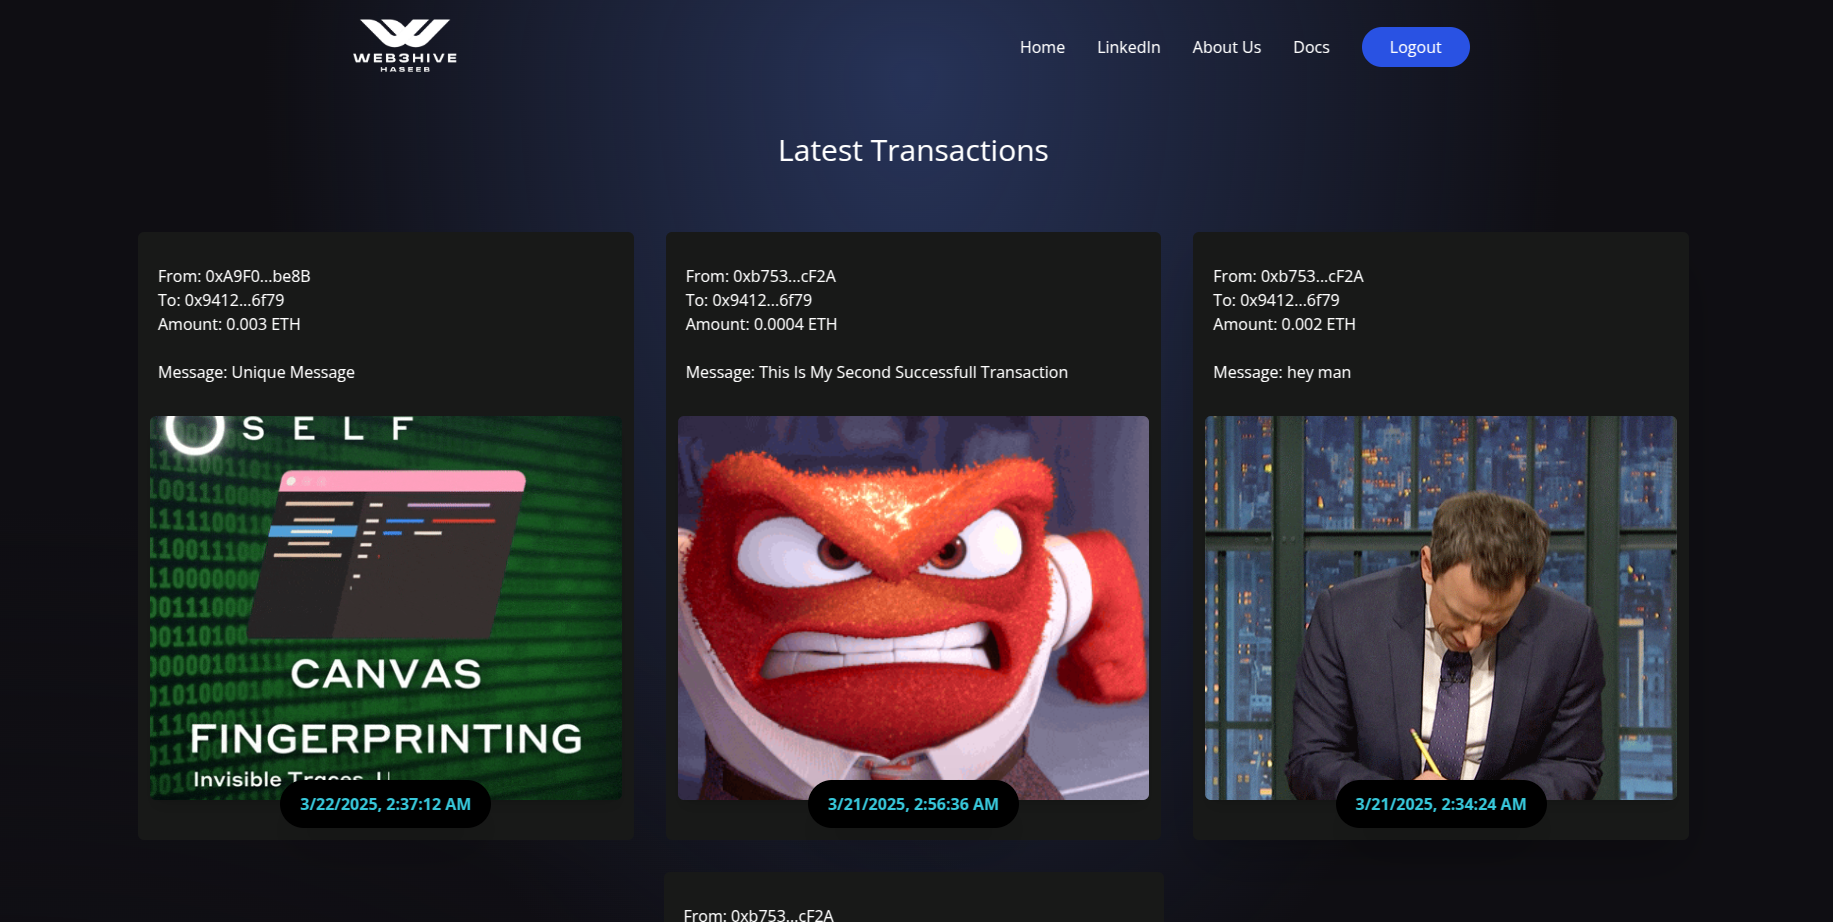 WEB3HIVE
HASEEB
Home
LinkedIn
About Us
Docs
Logout
Latest Transactions
From: 0xA9F0...be8B
To: 0x9412...6f79
Amount: 0.003 ETH
Message: Unique Message
SELF
CANVAS
FINGERPRINTING
Invisible Traces
3/22/2025, 2:37:12 AM
From: 0xb753...cF2A
To: 0x9412...6f79
Amount: 0.0004 ETH
Message: This Is My Second Successfull Transaction
3/21/2025, 2:56:36 AM
From: 0xb753...cF2A
To: 0x9412...6f79
Amount: 0.002 ETH
Message: hey man
3/21/2025, 2:34:24 AM
From: 0xb753...cF2A